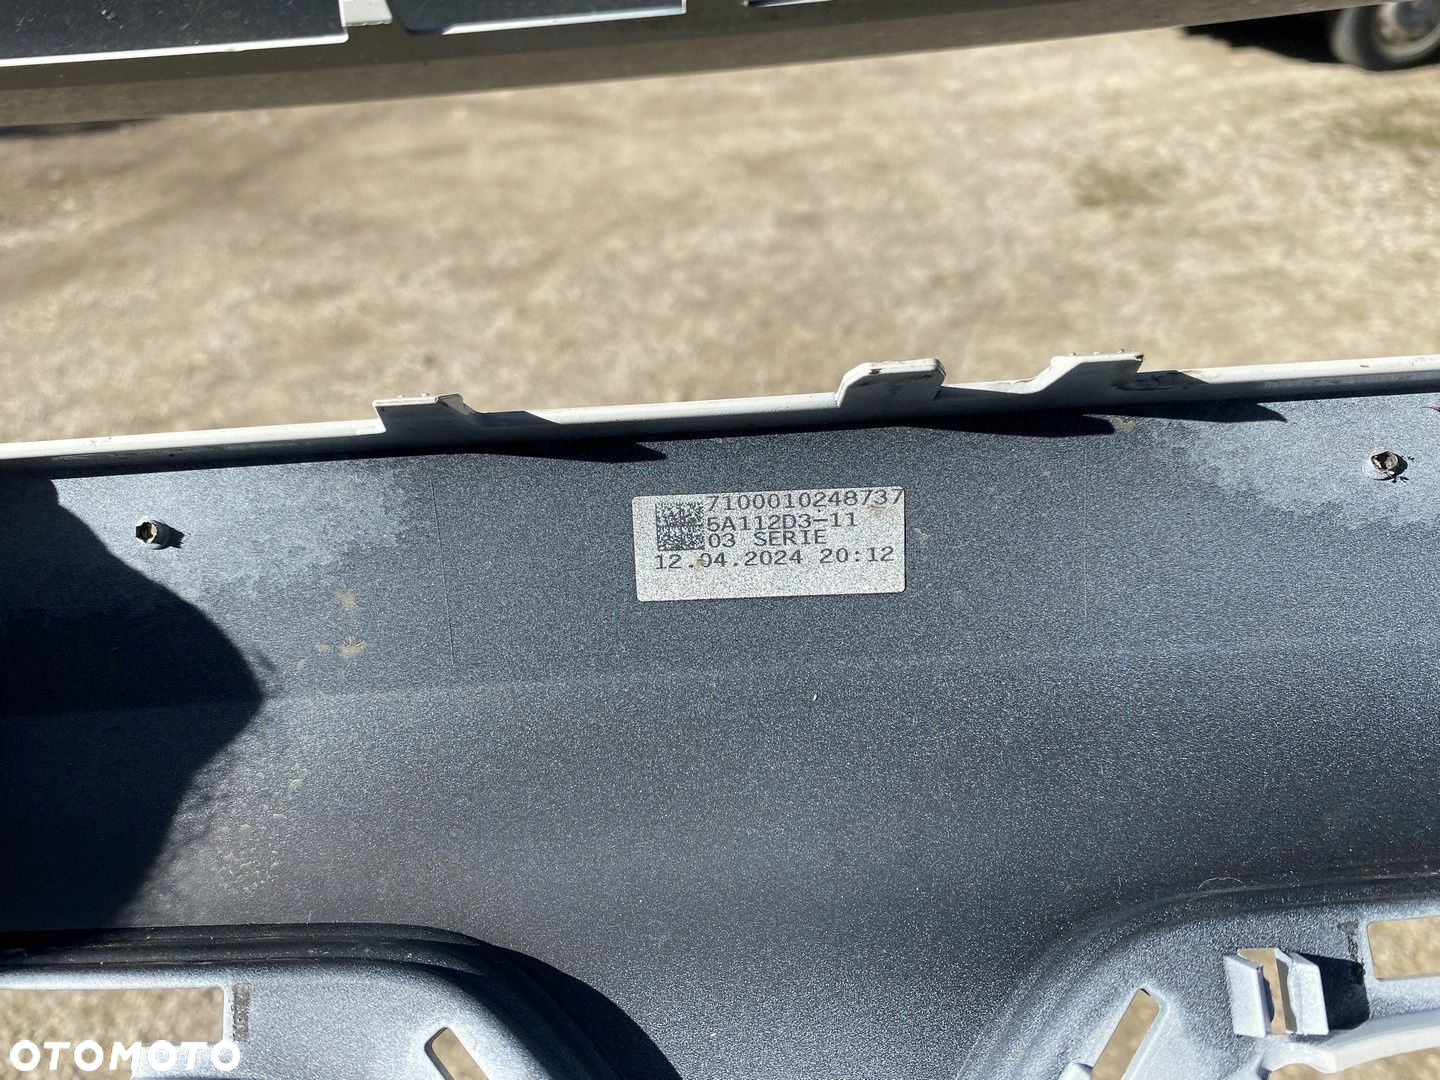 7100010248737
5A112D3-11
03 SERIE
12.04.2024 20:12
OTOMOTO